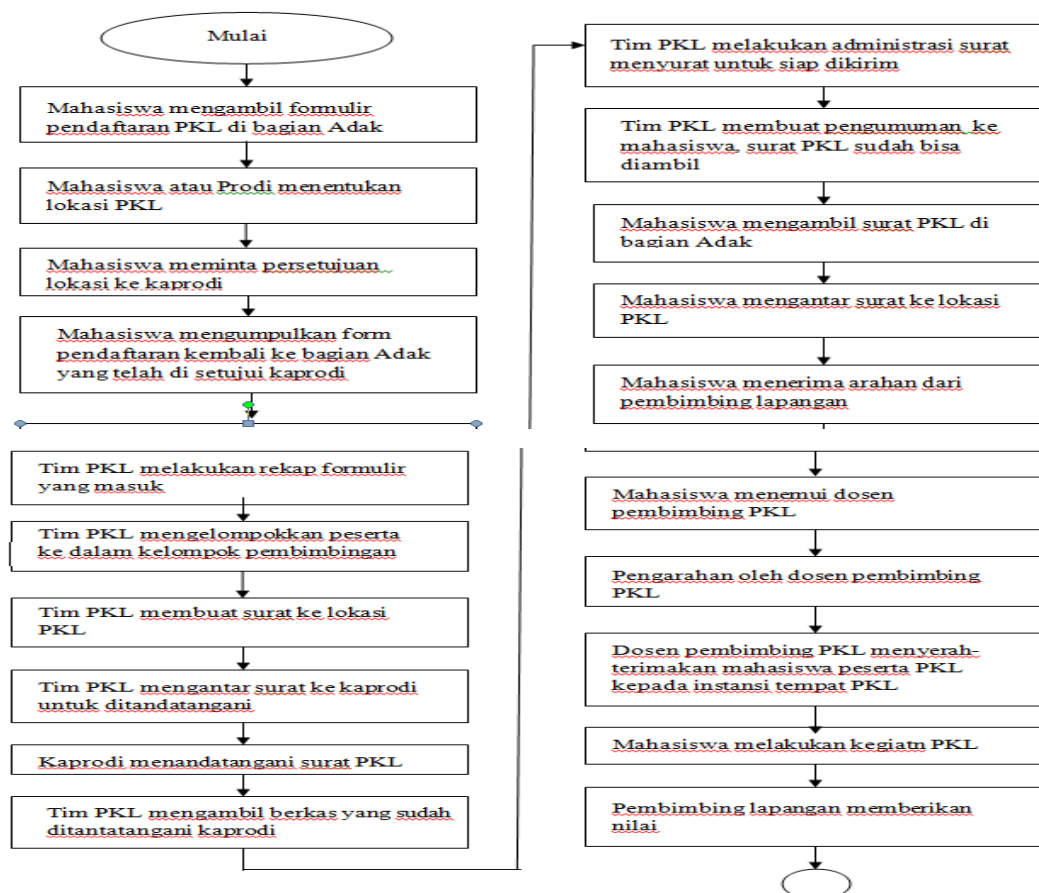 Mulai
Mahasiswa mengambil formulir
pendaftaran PKL di bagian Adak
Mahasiswa atau Prodi menentukan
lokasi PKL
Mahasiswa meminta persetujuan
lokasi ke kaprodi
Mahasiswa mengumpulkan form
pendaftaran kembali ke bagian Adak
yang telah di setujui kaprodi
Tim PKL melakukan rekap formulir
yang masuk
Tim PKL mengelompokkan peserta
ke dalam kelompok pembimbingan
Tim PKL membuat surat ke lokasi
PKL
Tim PKL mengantar surat ke kaprodi
untuk ditandatangani
Kaprodi menandatangani surat PKL
Tim PKL mengambil berkas yang sudah
ditantatangani kaprodi
Tim PKL melakukan administrasi surat
menyurat untuk siap dikirim
Tim PKL membuat pengumuman ke
mahasiswa, surat PKL sudah bisa
diambil
Mahasiswa mengambil surat PKL di
bagian Adak
Mahasiswa mengantar surat ke lokasi
PKL
Mahasiswa menerima arahan dari
pembimbing lapangan
Mahasiswa menemui dosen
pembimbing PKL
Pengarahan oleh dosen pembimbing
PKL
Dosen pembimbing PKL menyerah-
terimakan mahasiswa peserta PKL
kepada instansi tempat PKL
Mahasiswa melakukan kegiatn PKL
Pembimbing lapangan memberikan
nilai